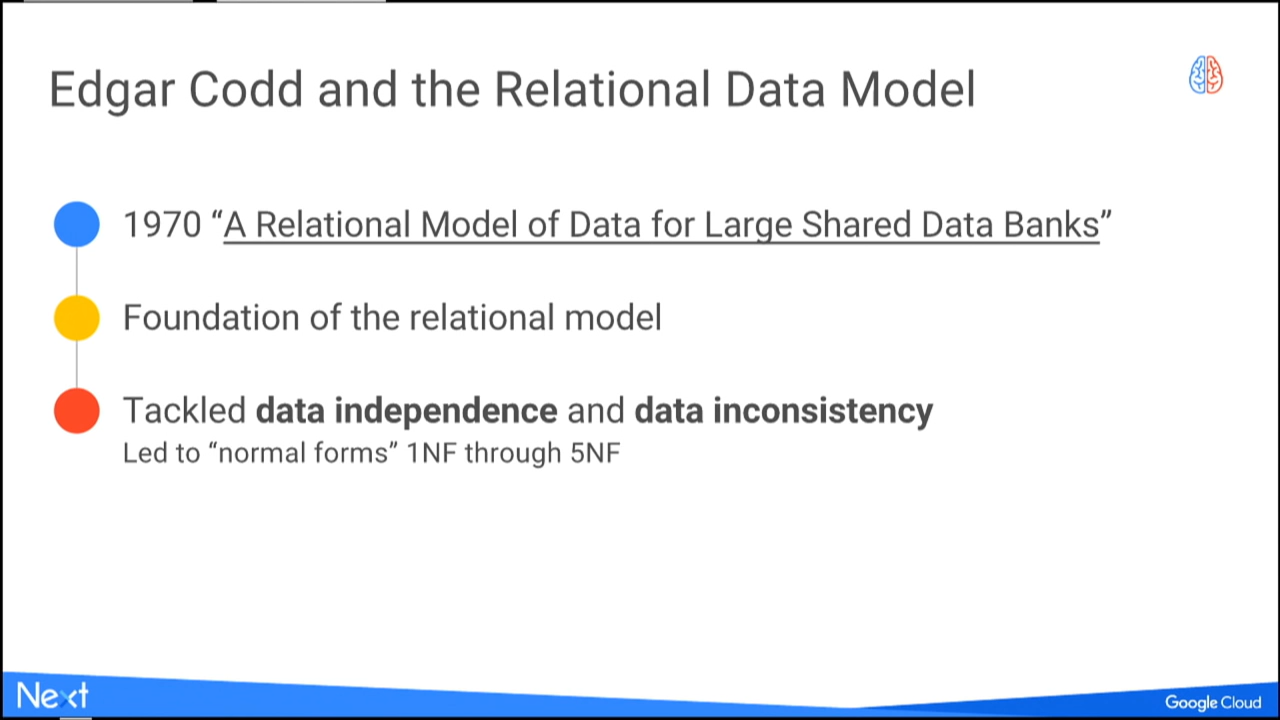 Edgar Codd and the Relational Data Model
1970 “A Relational Model of Data for Large Shared Data Banks”
Foundation of the relational model
Tackled data independence and data inconsistency
Led to “normal forms” 1NF through 5NF
Next
Google Cloud